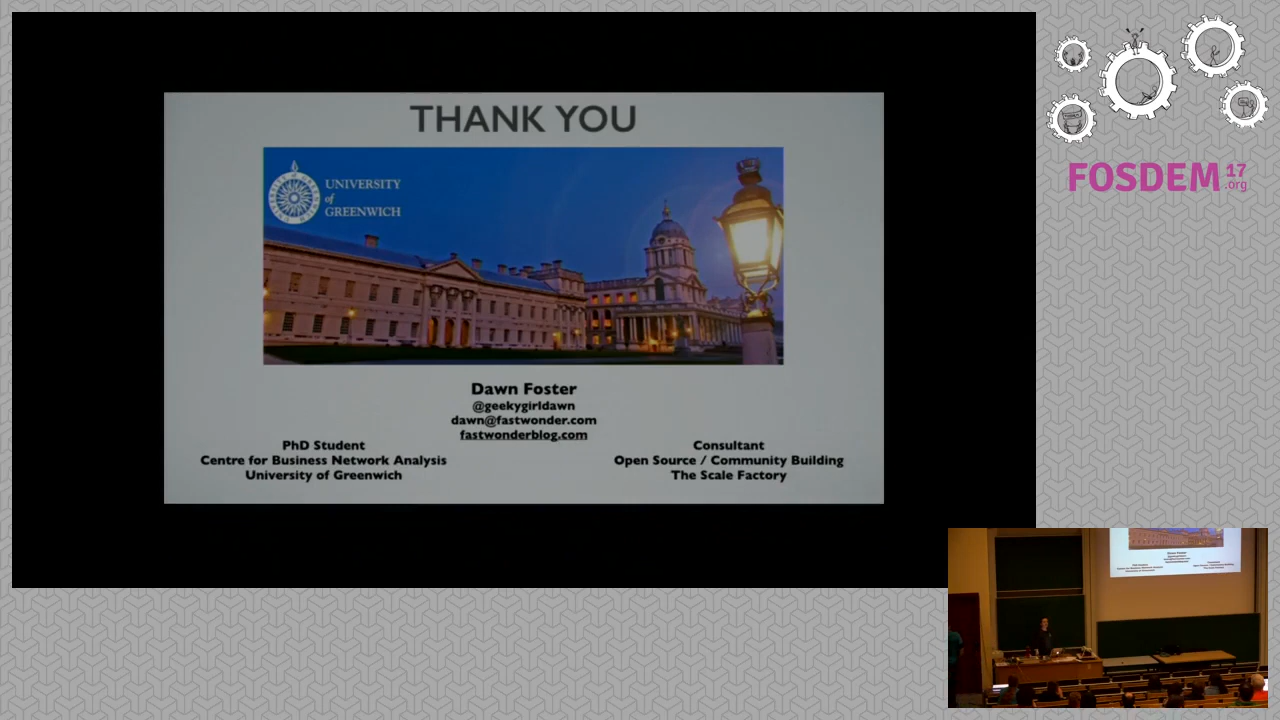 THANK YOU
UNIVERSITY
of
GREENWICH
Dawn Foster
@geekygirldawn
dawn@fastwonder.com
fastwonderblog.com
PhD Student
Centre for Business Network Analysis
University of Greenwich
Consultant
Open Source / Community Building
The Scale Factory
FOSDEM 17
.org